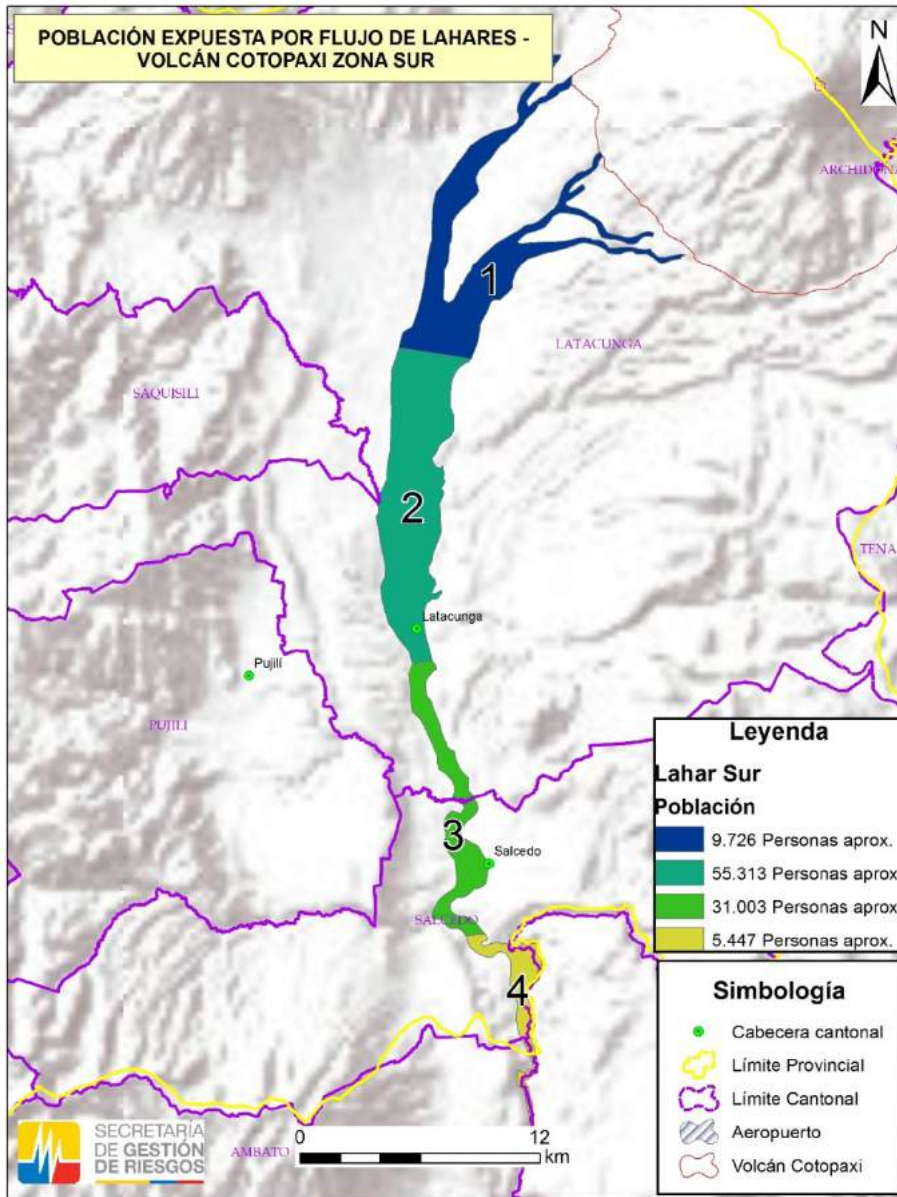 POBLACIÓN EXPUESTA POR FLUJO DE LAHARES -
VOLCÁN COTOPAXI ZONA SUR
N
ARCHIDONA
1
LATACUNGA
SAQUISILI
2
TENA
Latacunga
Pujilí
PUJILI
3
Salcedo
SALCEDO
4
Leyenda
Lahar Sur
Población
9.726 Personas aprox.
55.313 Personas aprox
31.003 Personas aprox
5.447 Personas aprox.
Simbología
Cabecera cantonal
Límite Provincial
Límite Cantonal
Aeropuerto
Volcán Cotopaxi
SECRETARÍA
DE GESTIÓN
DE RIESGOS
AMBATO
0 12
km